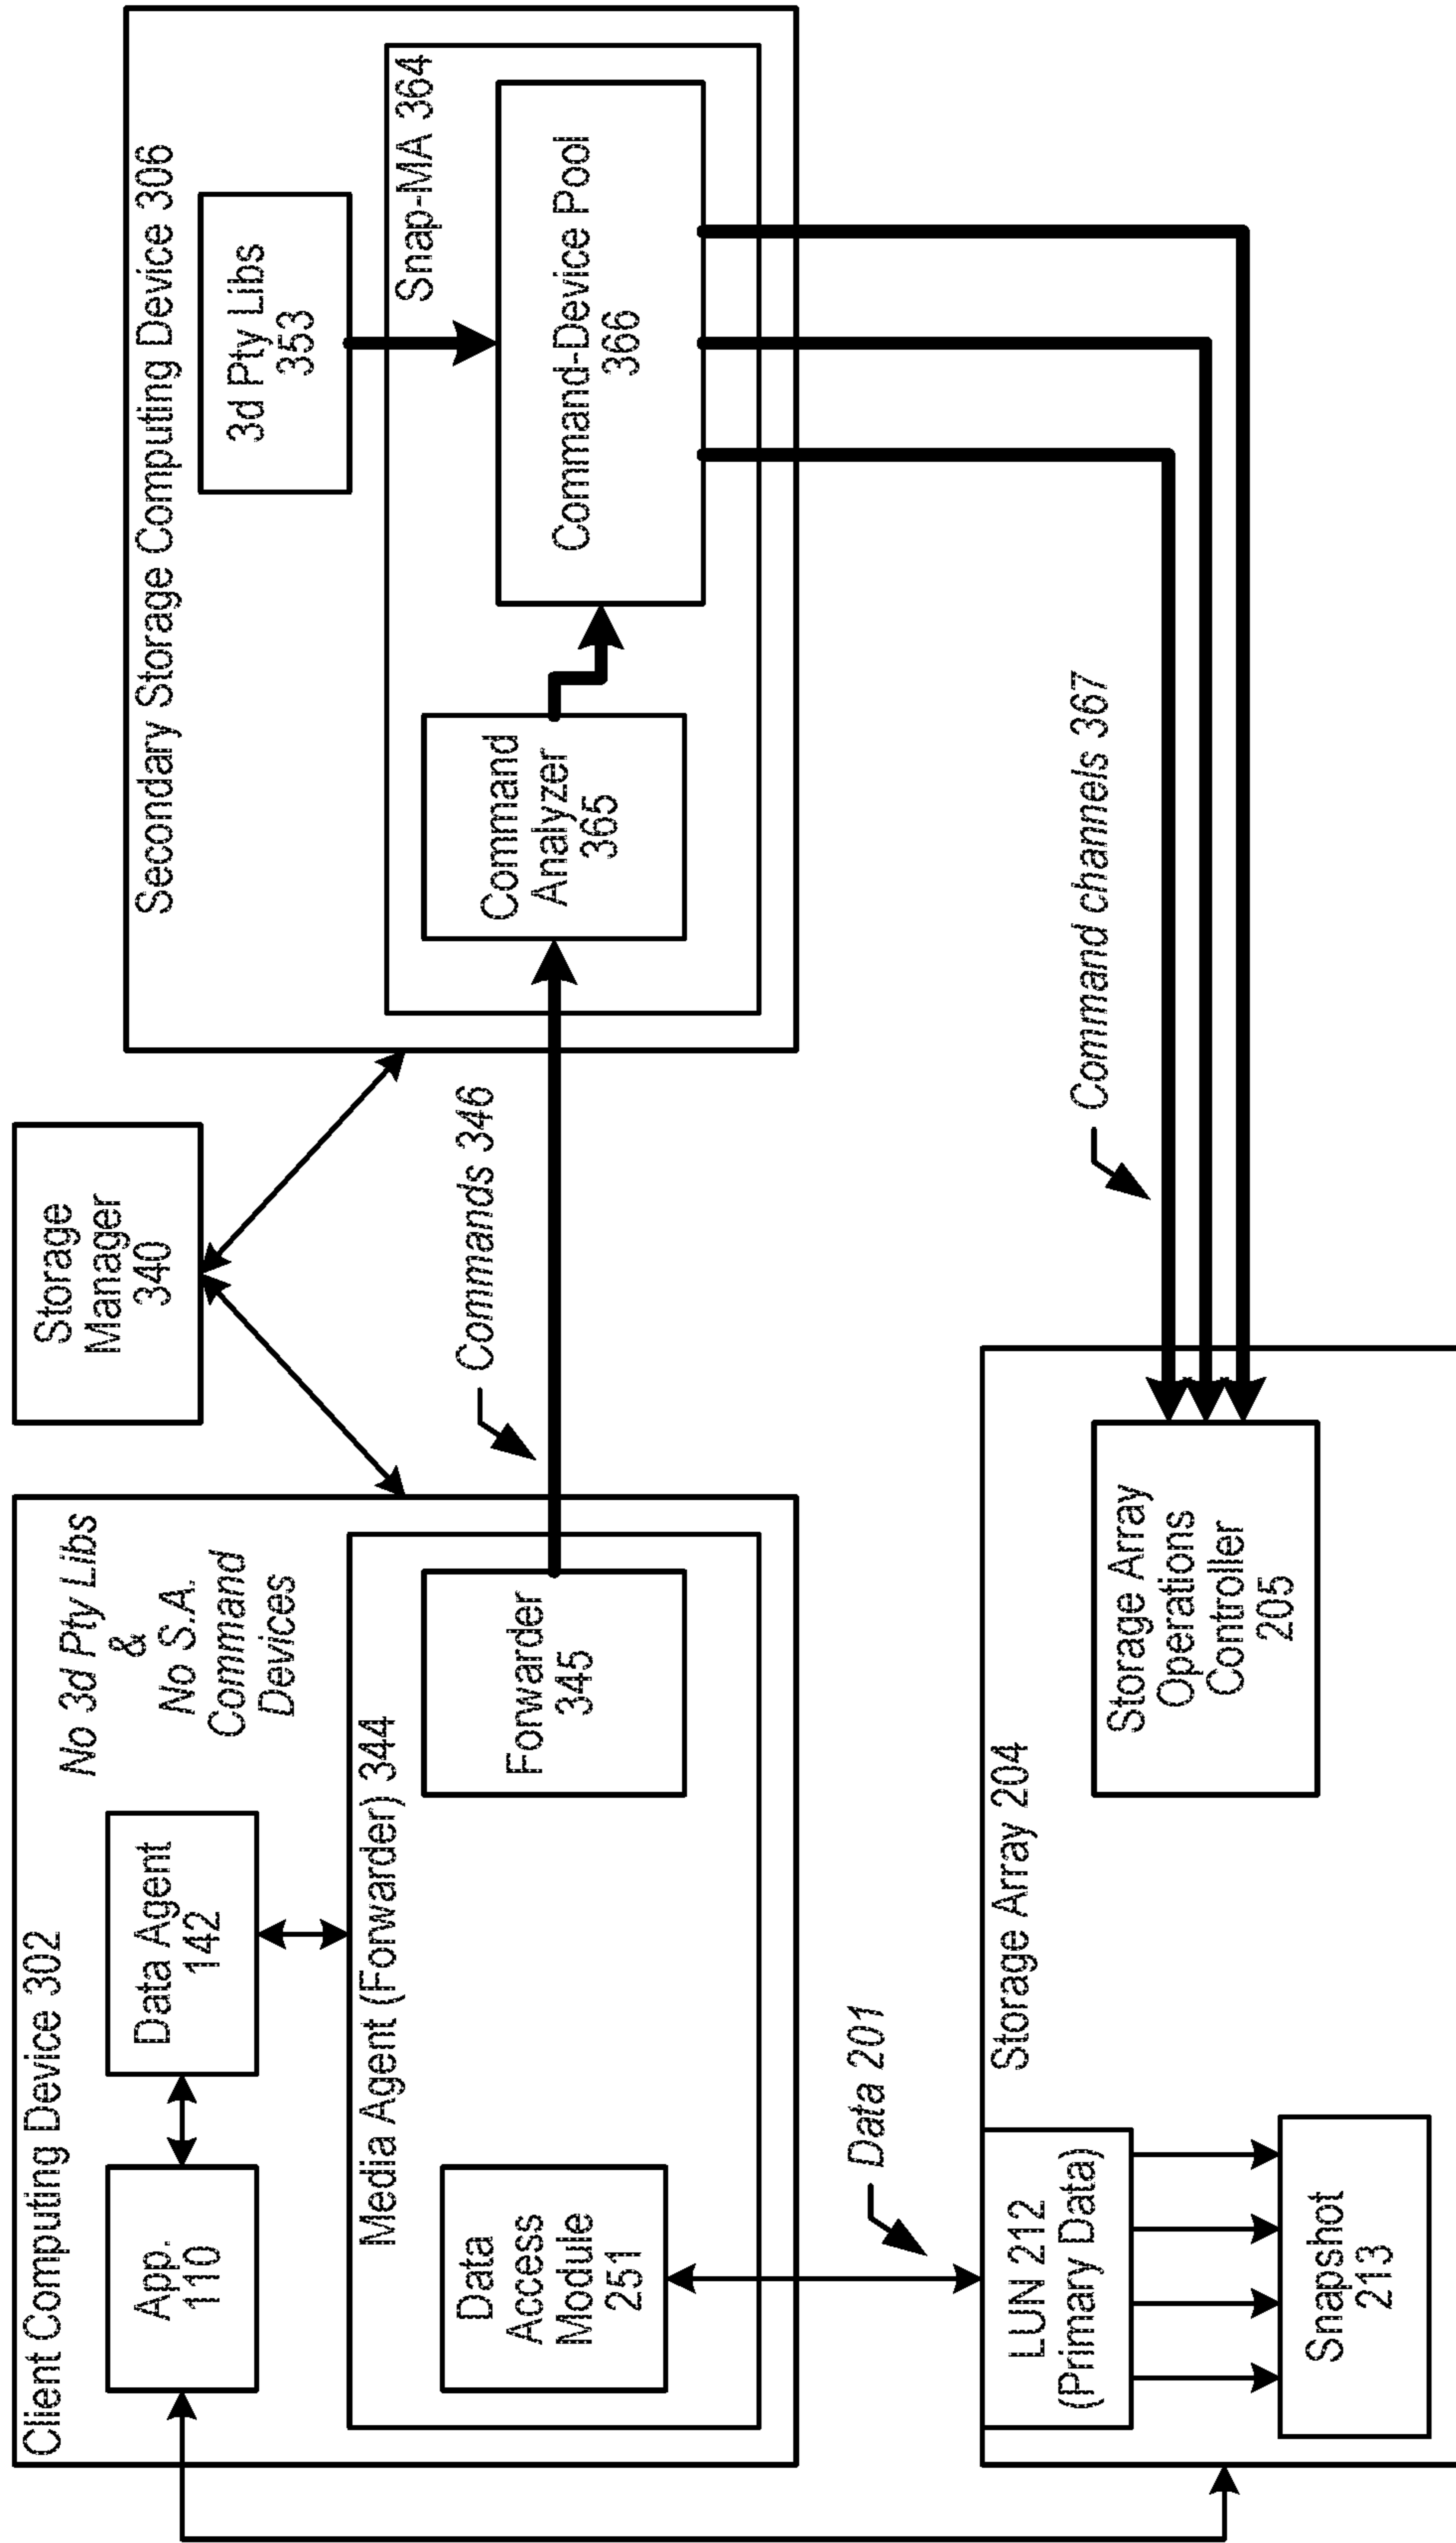 Client Computing Device 302
App.
110
Data Agent
142
No 3d Pty Libs
&
No S.A.
Command
Devices
Media Agent (Forwarder) 344
Data
Access
Module
251
Forwarder
345
Storage
Manager
340
Commands 346
Secondary Storage Computing Device 306
3d Pty Libs
353
Snap-MA 364
Command
Analyzer
365
Command-Device Pool
366
Data 201
Command channels 367
Storage Array 204
LUN 212
(Primary Data)
Snapshot
213
Storage Array
Operations
Controller
205